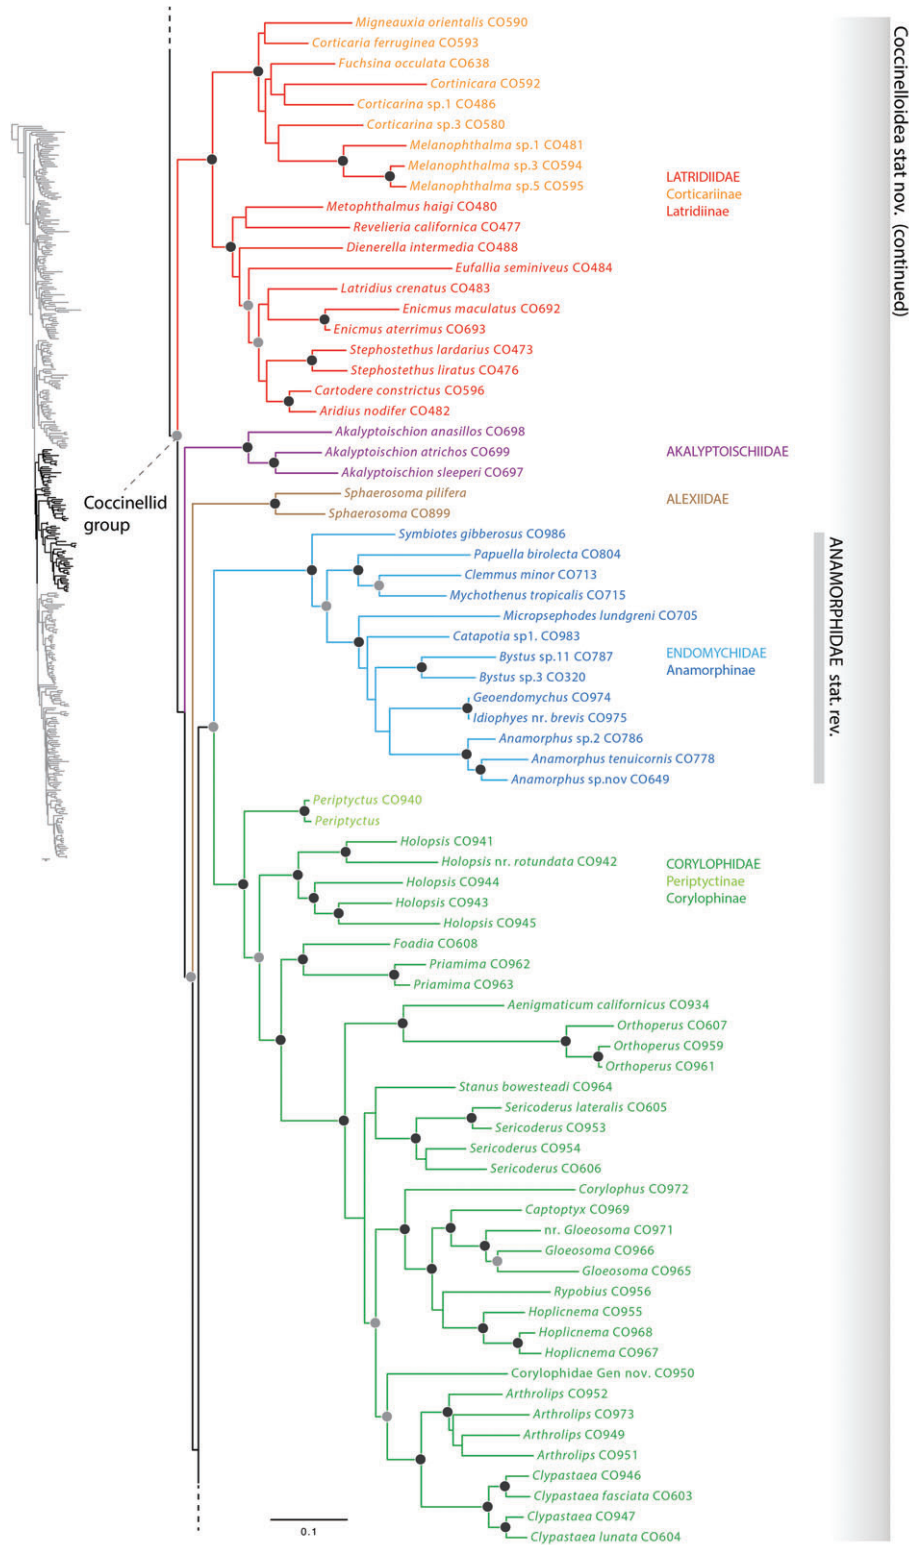 Migneauxia orientalis CO590
Corticaria ferruginea CO593
Fuchsina occulata CO638
Cortinicara CO592
Corticarina sp.1 CO486
Corticarina sp.3 CO580
Melanophthalma sp.1 CO481
Melanophthalma sp.3 CO594
Melanophthalma sp.5 CO595
LATRIDIIDAE
Corticariinae
Latridiinae
Metophthalmus haigi CO480
Revelieria californica CO477
Dienerella intermedia CO488
Eufallia seminiveus CO484
Latridius crenatus CO483
Enicmus maculatus CO692
Enicmus aterrimus CO693
Stephostethus lardarius CO473
Stephostethus liratus CO476
Cartodere constrictus CO596
Aridius nodifer CO482
Akalyptoischion anasillos CO698
Akalyptoischion atrichos CO699
Akalyptoischion sleeperi CO697
AKALYPTOISCHIIDAE
Coccinellid
group
Sphaerosoma pilifera
Sphaerosoma CO899
ALEXIIDAE
Symbiotes gibberosus CO986
Papuella birolecta CO804
Clemmus minor CO713
Mychothenus tropicalis CO715
Micropsephodes lundgreni CO705
Catapotia sp1. CO983
Bystus sp.11 CO787
Bystus sp.3 CO320
Geoendomychus CO974
Idiophyes nr. brevis CO975
Anamorphus sp.2 CO786
Anamorphus tenuicornis CO778
Anamorphus sp.nov CO649
ENDOMYCHIDAE
Anamorphinae
ANAMORPHIDAE stat. rev.
Periptyctus CO940
Periptyctus
Holopsis CO941
Holopsis nr. rotundata CO942
Holopsis CO944
Holopsis CO943
Holopsis CO945
CORYLOPHIDAE
Periptyctinae
Corylophinae
Foadia CO608
Priamima CO962
Priamima CO963
Aenigmaticum californicus CO934
Orthoperus CO607
Orthoperus CO959
Orthoperus CO961
Stanus bowesteadi CO964
Sericoderus lateralis CO605
Sericoderus CO953
Sericoderus CO954
Sericoderus CO606
Corylophus CO972
Captoptyx CO969
nr. Gloeosoma CO971
Gloeosoma CO966
Gloeosoma CO965
Rypobius CO956
Hoplicnema CO955
Hoplicnema CO968
Hoplicnema CO967
Corylophidae Gen nov. CO950
Arthrolips CO952
Arthrolips CO973
Arthrolips CO949
Arthrolips CO951
Clypastaea CO946
Clypastaea fasciata CO603
Clypastaea CO947
Clypastaea lunata CO604
0.1
Coccinelloidea stat nov. (continued)